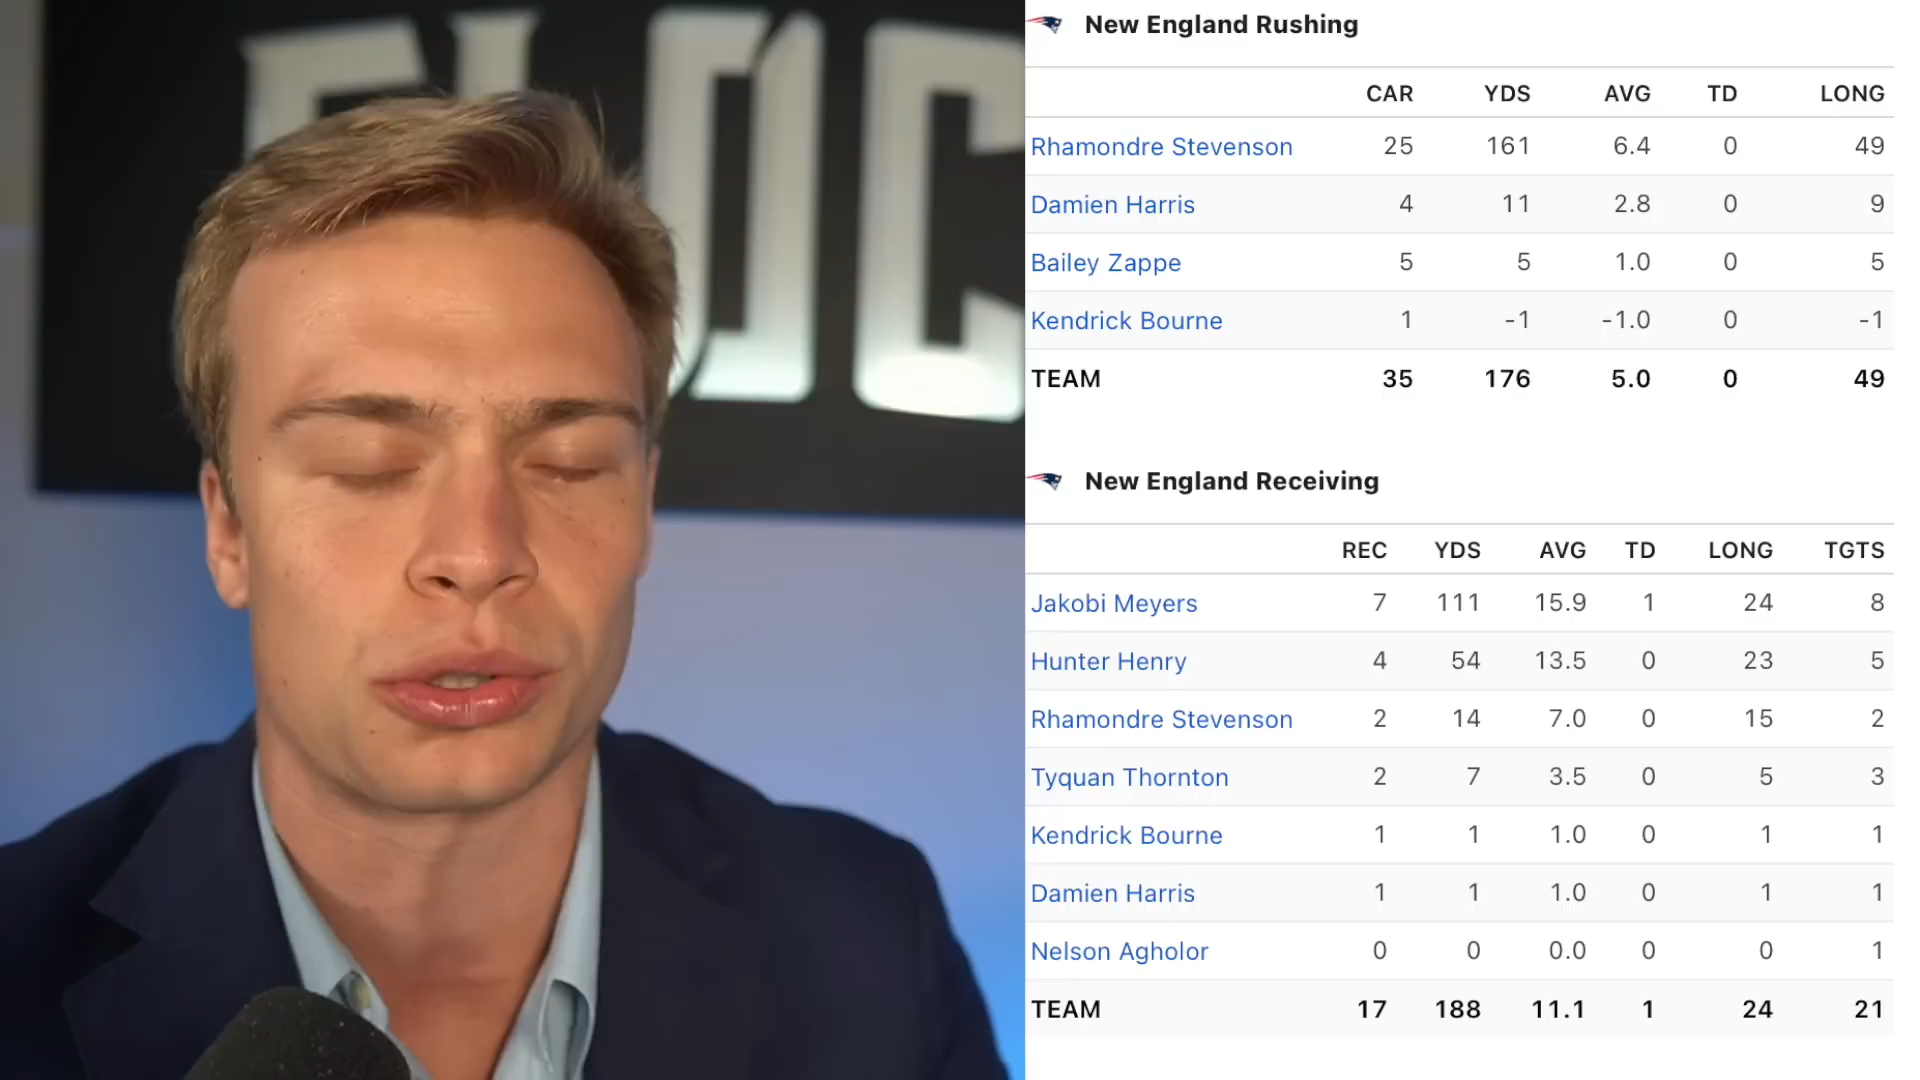 New England Rushing
CAR YDS AVG TD LONG
Rhamondre Stevenson 25 161 6.4 0 49
Damien Harris 4 11 2.8 0 9
Bailey Zappe 5 5 1.0 0 5
Kendrick Bourne 1 -1 -1.0 0 -1
TEAM 35 176 5.0 0 49
New England Receiving
REC YDS AVG TD LONG TGTS
Jakobi Meyers 7 111 15.9 1 24 8
Hunter Henry 4 54 13.5 0 23 5
Rhamondre Stevenson 2 14 7.0 0 15 2
Tyquan Thornton 2 7 3.5 0 5 3
Kendrick Bourne 1 1 1.0 0 1 1
Damien Harris 1 1 1.0 0 1 1
Nelson Agholor 0 0 0.0 0 0 1
TEAM 17 188 11.1 1 24 21